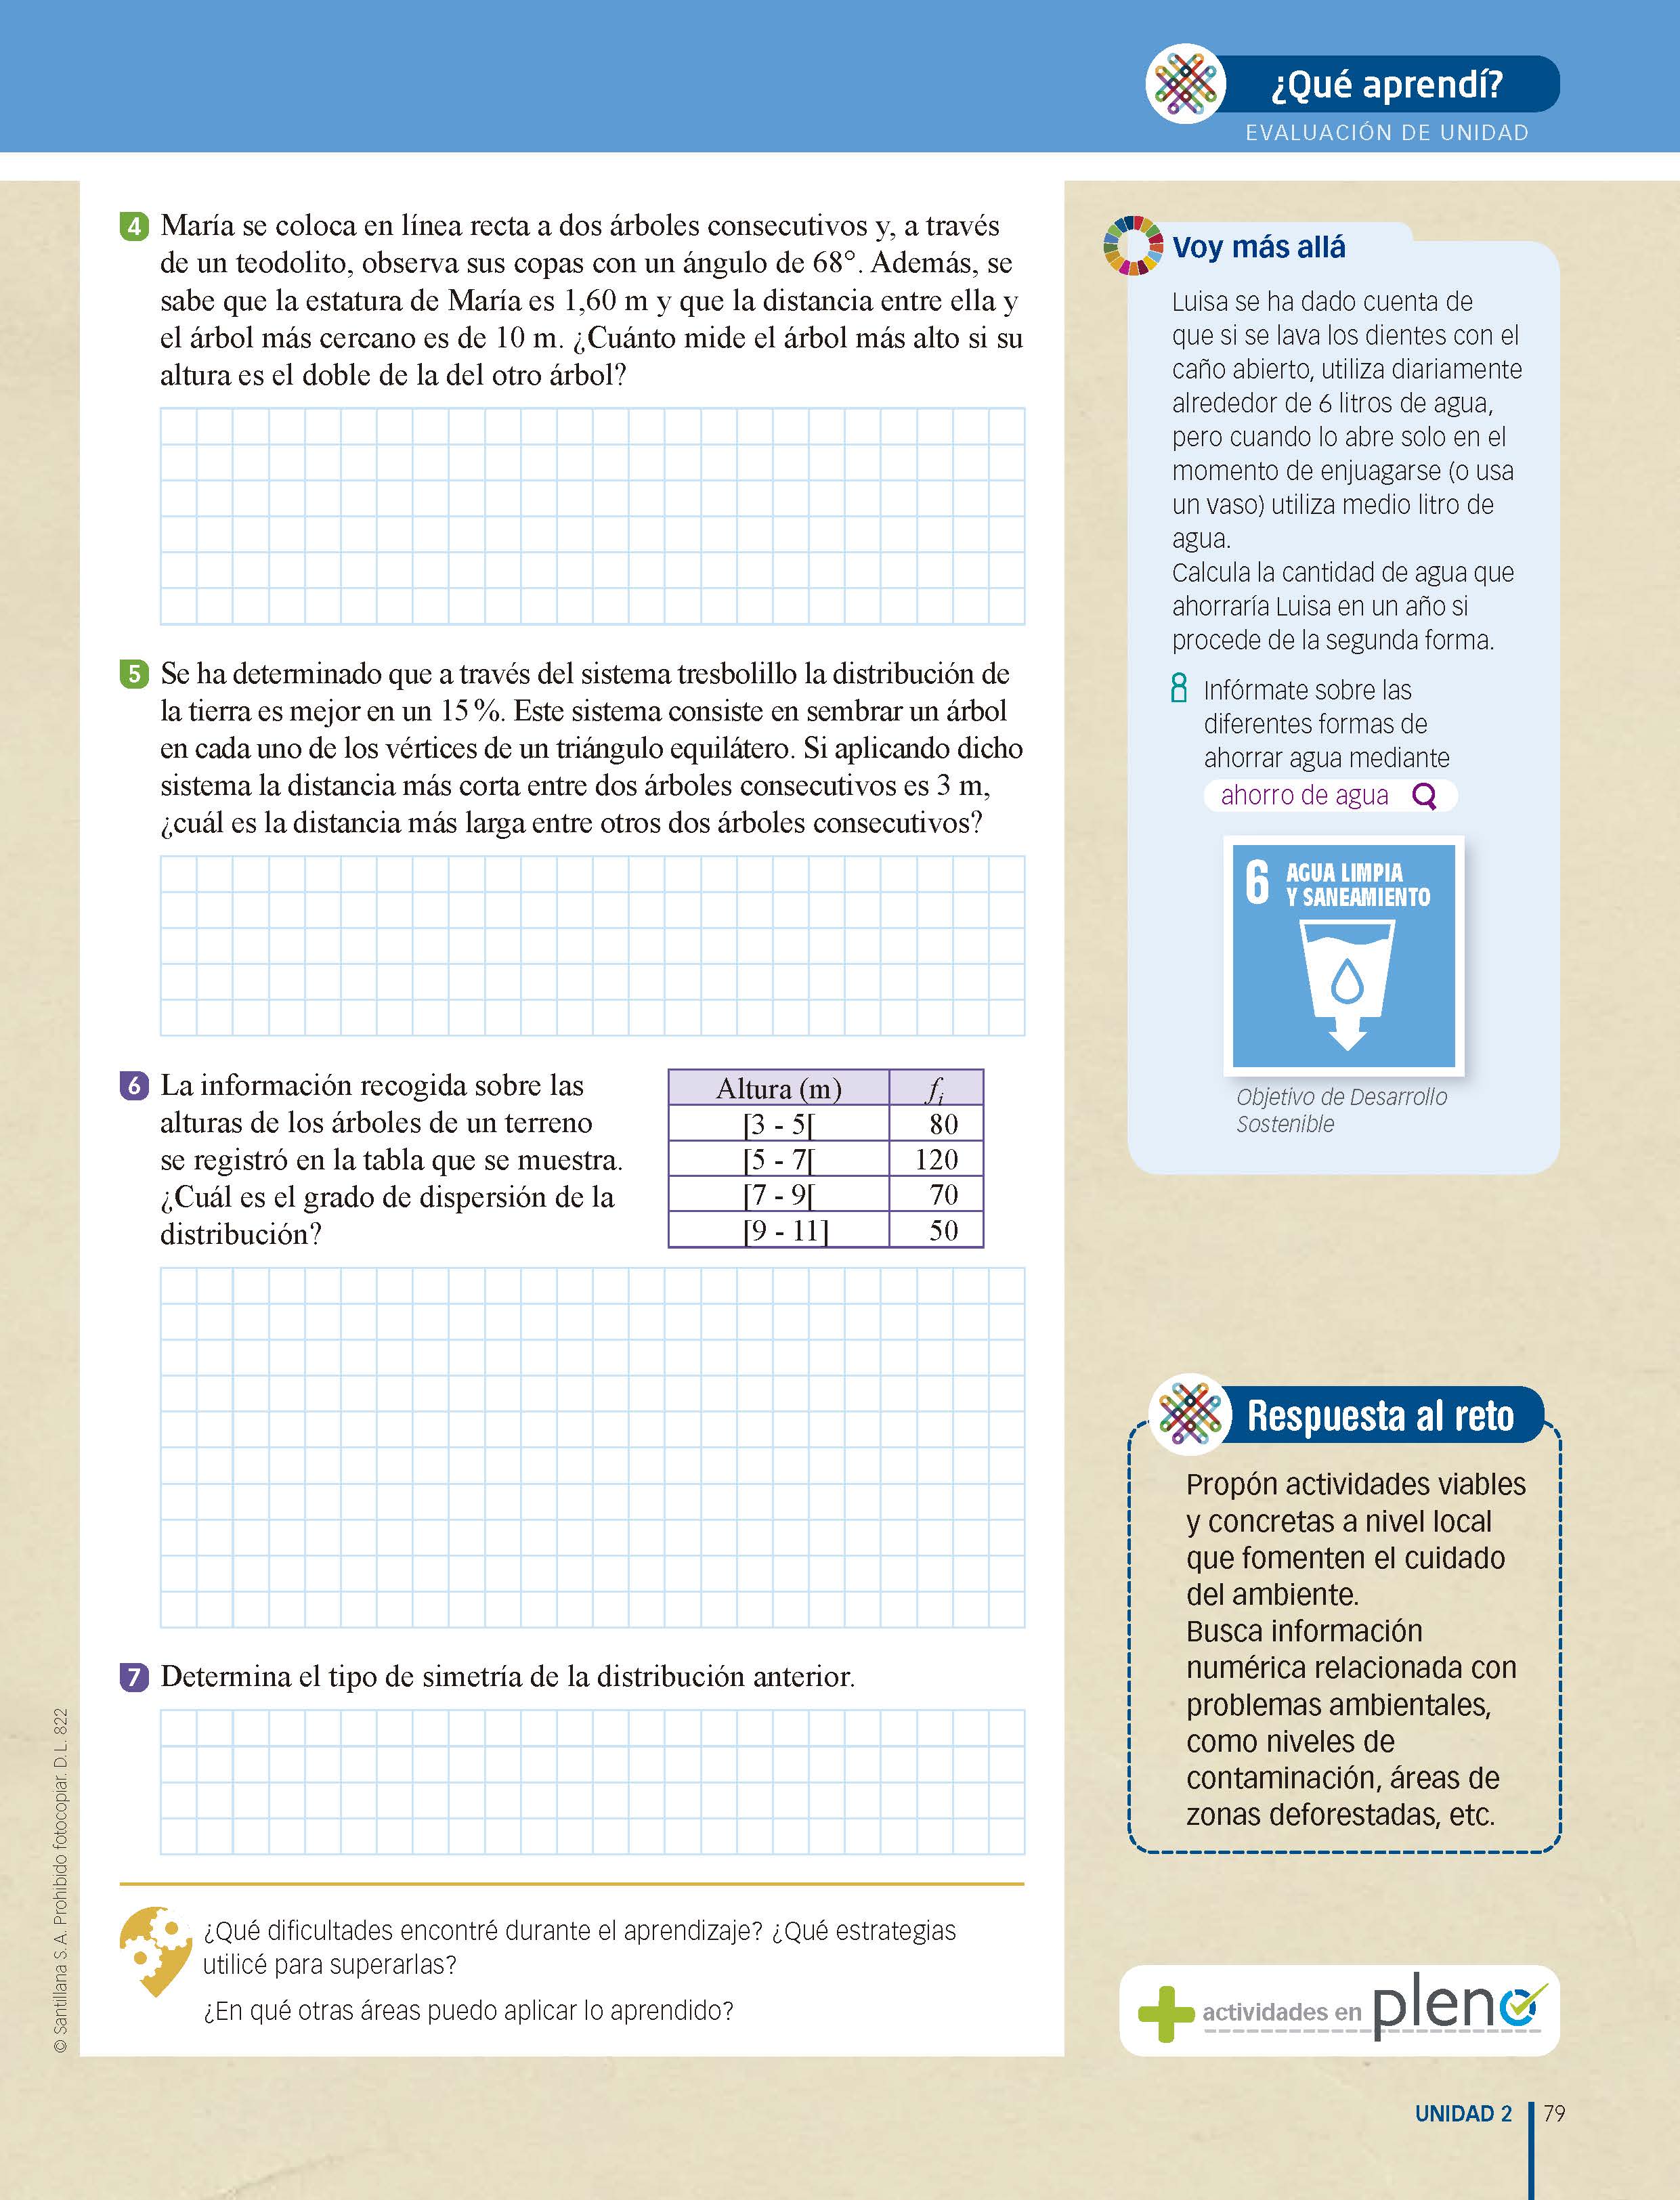 ¿Qué aprendí?
EVALUACIÓN DE UNIDAD
4 María se coloca en línea recta a dos árboles consecutivos y, a través
de un teodolito, observa sus copas con un ángulo de 68°. Además, se
sabe que la estatura de María es 1,60 m y que la distancia entre ella y
el árbol más cercano es de 10 m. ¿Cuánto mide el árbol más alto si su
altura es el doble de la del otro árbol?
5 Se ha determinado que a través del sistema tresbolillo la distribución de
la tierra es mejor en un 15 %. Este sistema consiste en sembrar un árbol
en cada uno de los vértices de un triángulo equilátero. Si aplicando dicho
sistema la distancia más corta entre dos árboles consecutivos es 3 m,
¿cuál es la distancia más larga entre otros dos árboles consecutivos?
6 La información recogida sobre las
alturas de los árboles de un terreno
se registró en la tabla que se muestra.
¿Cuál es el grado de dispersión de la
distribución?
Altura (m) fi
[3 - 5[ 80
[5 - 7[ 120
[7 - 9[ 70
[9 - 11] 50
7 Determina el tipo de simetría de la distribución anterior.
¿Qué dificultades encontré durante el aprendizaje? ¿Qué estrategias
utilicé para superarlas?
¿En qué otras áreas puedo aplicar lo aprendido?
© Santillana S. A. Prohibido fotocopiar. D. L. 822
Voy más allá
Luisa se ha dado cuenta de
que si se lava los dientes con el
caño abierto, utiliza diariamente
alrededor de 6 litros de agua,
pero cuando lo abre solo en el
momento de enjuagarse (o usa
un vaso) utiliza medio litro de
agua.
Calcula la cantidad de agua que
ahorraría Luisa en un año si
procede de la segunda forma.
Infórmate sobre las
diferentes formas de
ahorrar agua mediante
ahorro de agua
6 AGUA LIMPIA
Y SANEAMIENTO
Objetivo de Desarrollo
Sostenible
Respuesta al reto
Propón actividades viables
y concretas a nivel local
que fomenten el cuidado
del ambiente.
Busca información
numérica relacionada con
problemas ambientales,
como niveles de
contaminación, áreas de
zonas deforestadas, etc.
actividades en pleno
UNIDAD 2 79